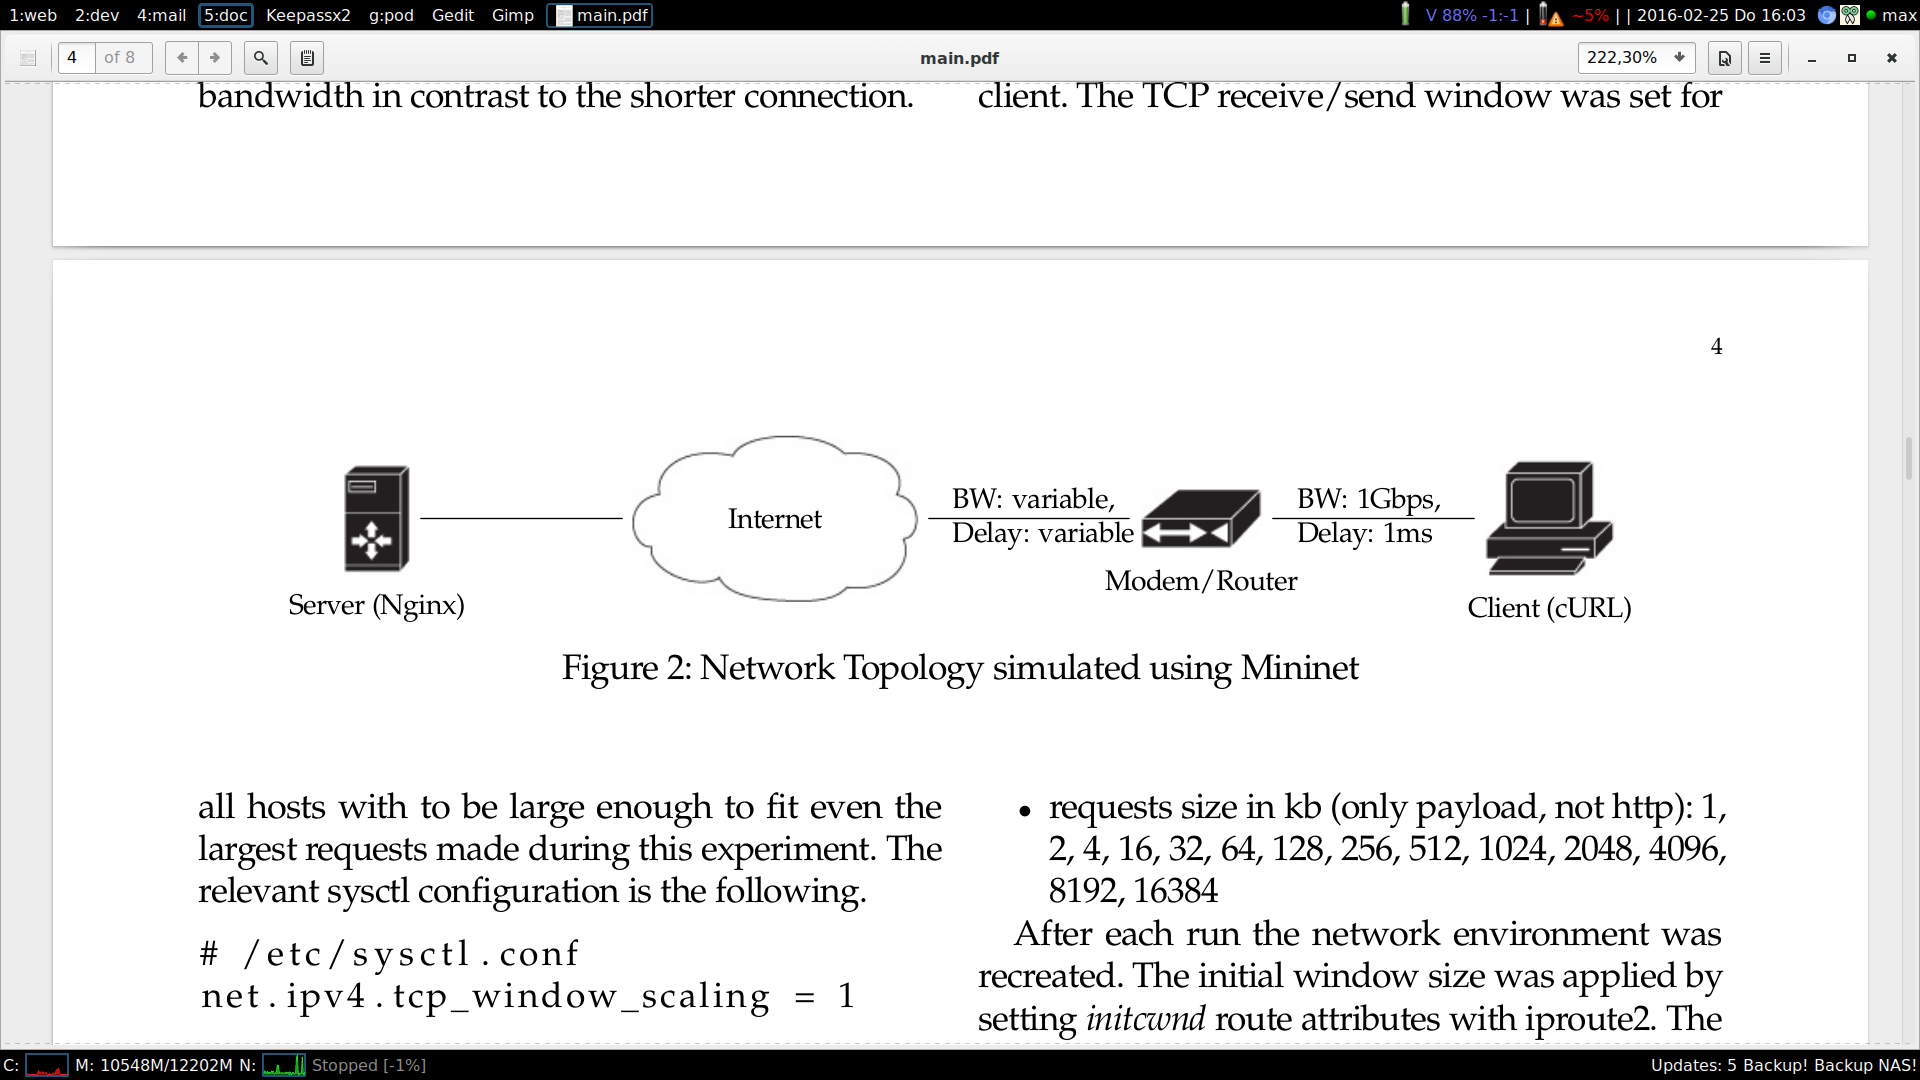 1:web 2:dev 4:mail 5:doc Keepassx2 g:pod Gedit Gimp main.pdf V 88% -1:-1 | ~5% | | 2016-02-25 Do 16:03 max
4 of 8 main.pdf 222,30%
bandwidth in contrast to the shorter connection.
client. The TCP receive/send window was set for
4
Server (Nginx)
Internet
BW: variable,
Delay: variable
Modem/Router
BW: 1Gbps,
Delay: 1ms
Client (cURL)
Figure 2: Network Topology simulated using Mininet
all hosts with to be large enough to fit even the
largest requests made during this experiment. The
relevant sysctl configuration is the following.
# /etc/sysctl.conf
net.ipv4.tcp_window_scaling = 1
• requests size in kb (only payload, not http): 1,
2, 4, 16, 32, 64, 128, 256, 512, 1024, 2048, 4096,
8192, 16384
After each run the network environment was
recreated. The initial window size was applied by
setting initcwnd route attributes with iproute2. The
C: M: 10548M/12202M N: Stopped [-1%] Updates: 5 Backup! Backup NAS!